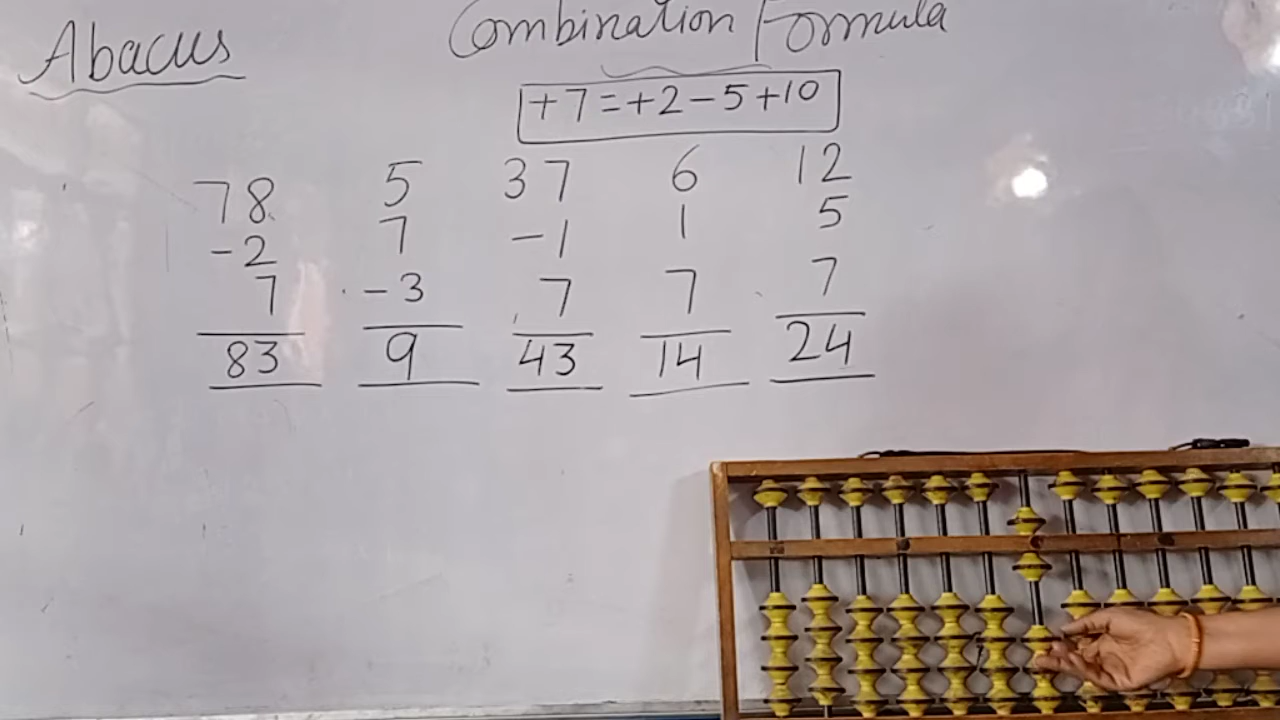 Abacus Combination Formula
+7=+2-5+10
78 5 37 6 12
-2 7 -1 1 5
7 -3 7 7 7
83 9 43 14 24